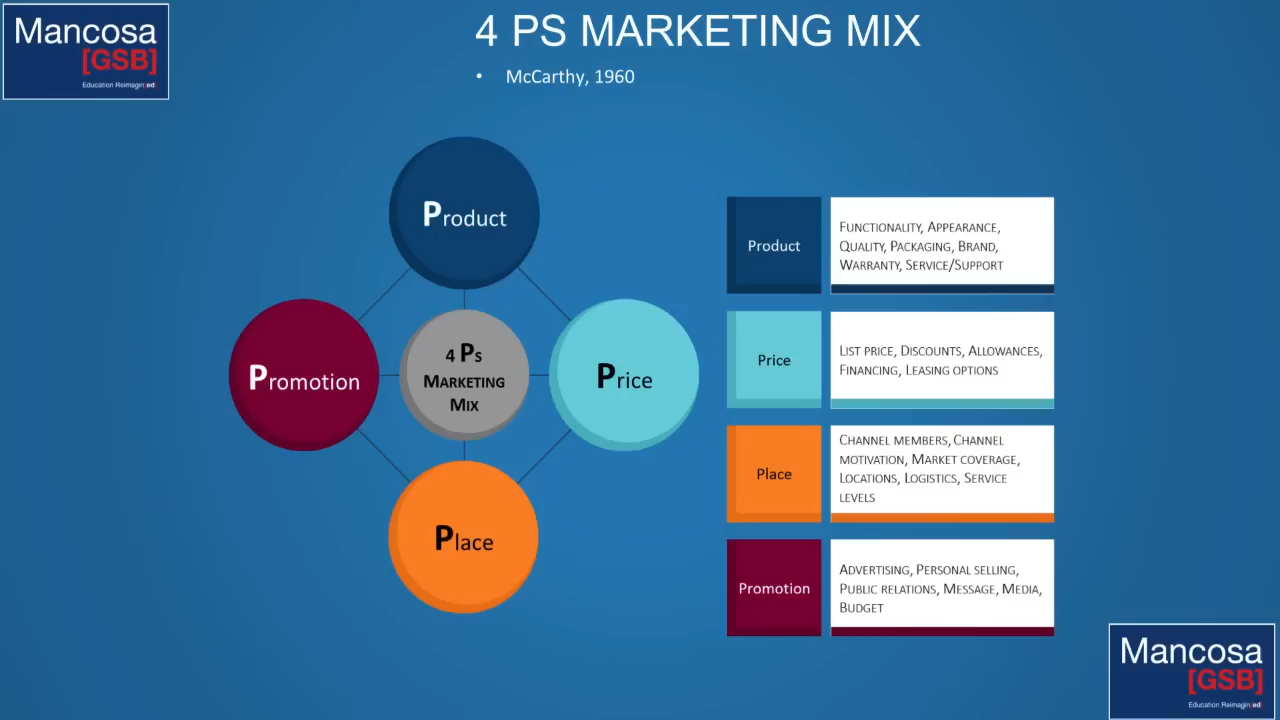 Mancosa
[GSB]
Education Reimagin[ed]
4 PS MARKETING MIX
• McCarthy, 1960
Product
Promotion
4 Ps
Marketing
Mix
Price
Place
Product
Functionality, Appearance,
Quality, Packaging, Brand,
Warranty, Service/Support
Price
List price, Discounts, Allowances,
Financing, Leasing options
Place
Channel members, Channel
motivation, Market coverage,
Locations, Logistics, Service
levels
Promotion
Advertising, Personal selling,
Public relations, Message, Media,
Budget
Mancosa
[GSB]
Education Reimagin[ed]